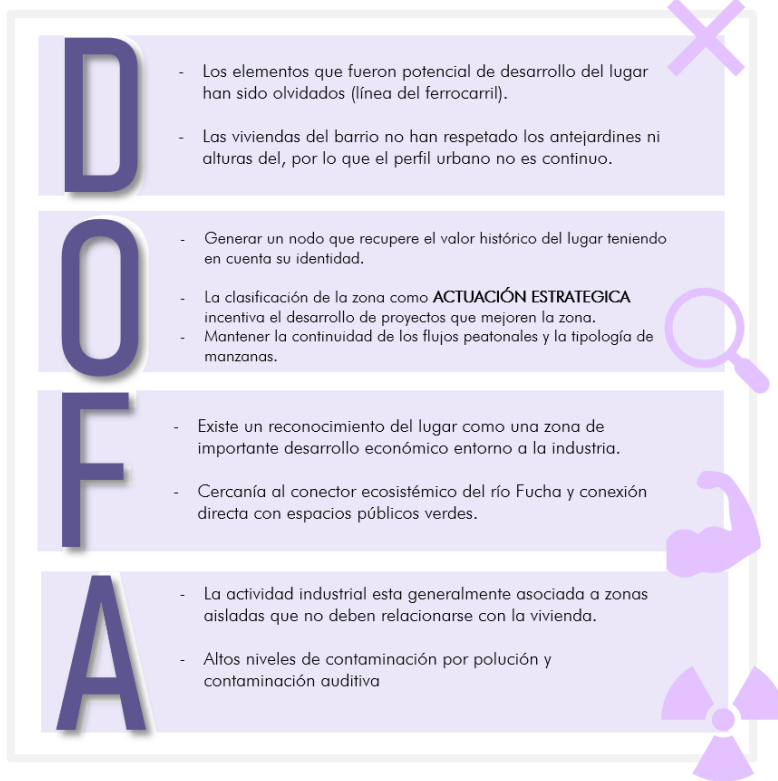 D
- Los elementos que fueron potencial de desarrollo del lugar
han sido olvidados (línea del ferrocarril).
- Las viviendas del barrio no han respetado los antejardines ni
alturas del, por lo que el perfil urbano no es continuo.
O
- Generar un nodo que recupere el valor histórico del lugar teniendo
en cuenta su identidad.
- La clasificación de la zona como ACTUACIÓN ESTRATEGICA
incentiva el desarrollo de proyectos que mejoren la zona.
- Mantener la continuidad de los flujos peatonales y la tipología de
manzanas.
F
- Existe un reconocimiento del lugar como una zona de
importante desarrollo económico entorno a la industria.
- Cercanía al conector ecosistémico del río Fucha y conexión
directa con espacios públicos verdes.
A
- La actividad industrial esta generalmente asociada a zonas
aisladas que no deben relacionarse con la vivienda.
- Altos niveles de contaminación por polución y
contaminación auditiva